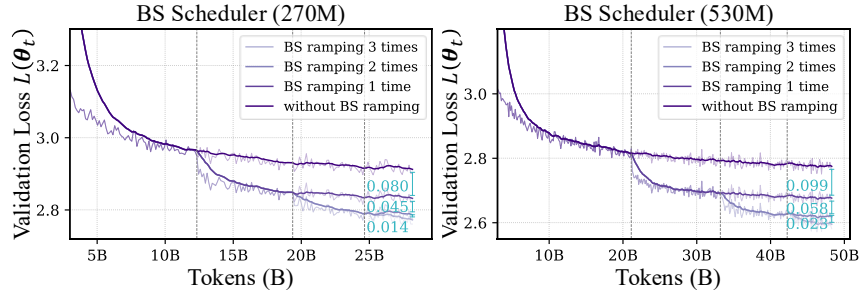 BS Scheduler (270M)
Validation Loss L(θt)
3.2
3.0
2.8
BS ramping 3 times
BS ramping 2 times
BS ramping 1 time
without BS ramping
0.080
0.045
0.014
5B 10B 15B 20B 25B
Tokens (B)
BS Scheduler (530M)
Validation Loss L(θt)
3.0
2.8
2.6
BS ramping 3 times
BS ramping 2 times
BS ramping 1 time
without BS ramping
0.099
0.058
0.023
10B 20B 30B 40B 50B
Tokens (B)